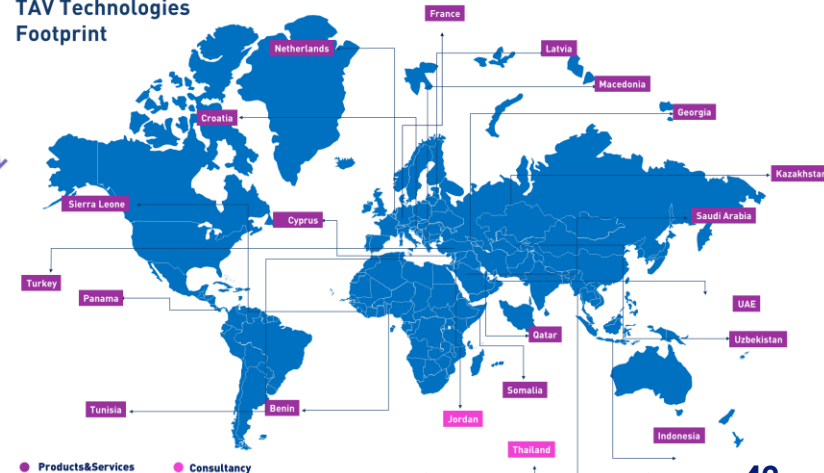 TAV Technologies
Footprint
France
Netherlands
Latvia
Macedonia
Croatia
Georgia
Kazakhstan
Sierra Leone
Cyprus
Saudi Arabia
Turkey
Panama
UAE
Qatar
Uzbekistan
Somalia
Tunisia
Benin
Jordan
Indonesia
Thailand
Products&Services
Consultancy